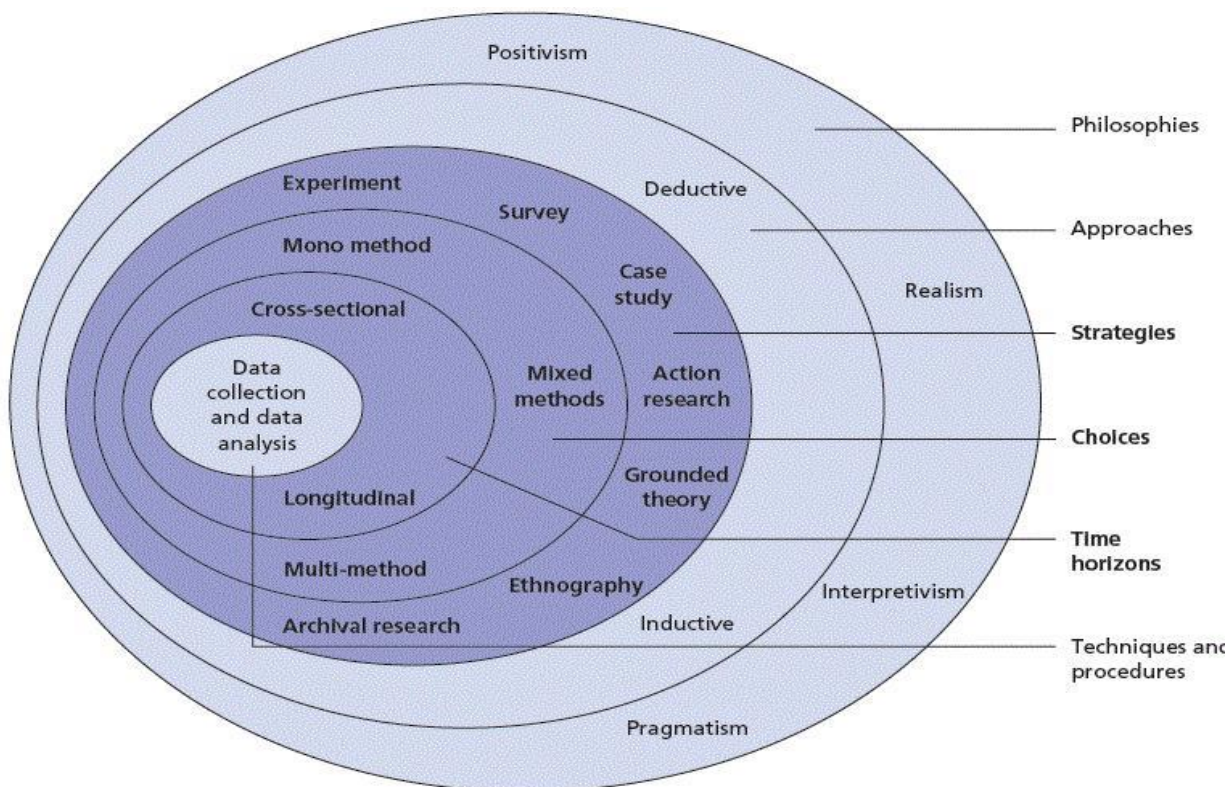 Positivism
Philosophies
Deductive
Experiment
Survey
Approaches
Mono method
Case
study
Realism
Cross-sectional
Strategies
Data
collection
and data
analysis
Mixed
methods
Action
research
Choices
Grounded
theory
Longitudinal
Time
horizons
Multi-method
Ethnography
Interpretivism
Archival research
Inductive
Techniques and
procedures
Pragmatism